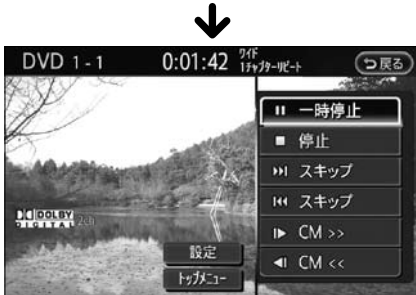 DVD 1-1 0:01:42 ワイド 戻る
1チャプターリピート
一時停止
停止
スキップ
スキップ
CM >>
CM <<
DOLBY
DIGITAL 2ch
設定
トップメニュー